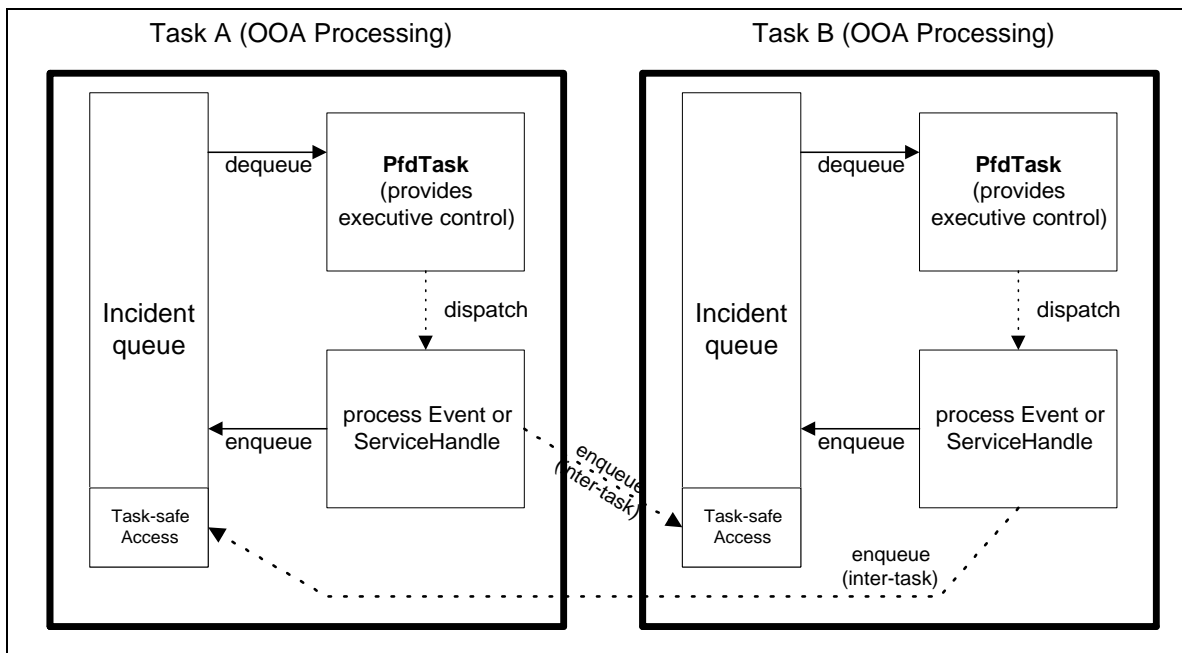 Task A (OOA Processing)
Task B (OOA Processing)
Incident
queue
dequeue
PfdTask
(provides
executive control)
dispatch
process Event or
ServiceHandle
enqueue
Task-safe
Access
enqueue
(inter-task)
Incident
queue
dequeue
PfdTask
(provides
executive control)
dispatch
process Event or
ServiceHandle
enqueue
Task-safe
Access
enqueue
(inter-task)